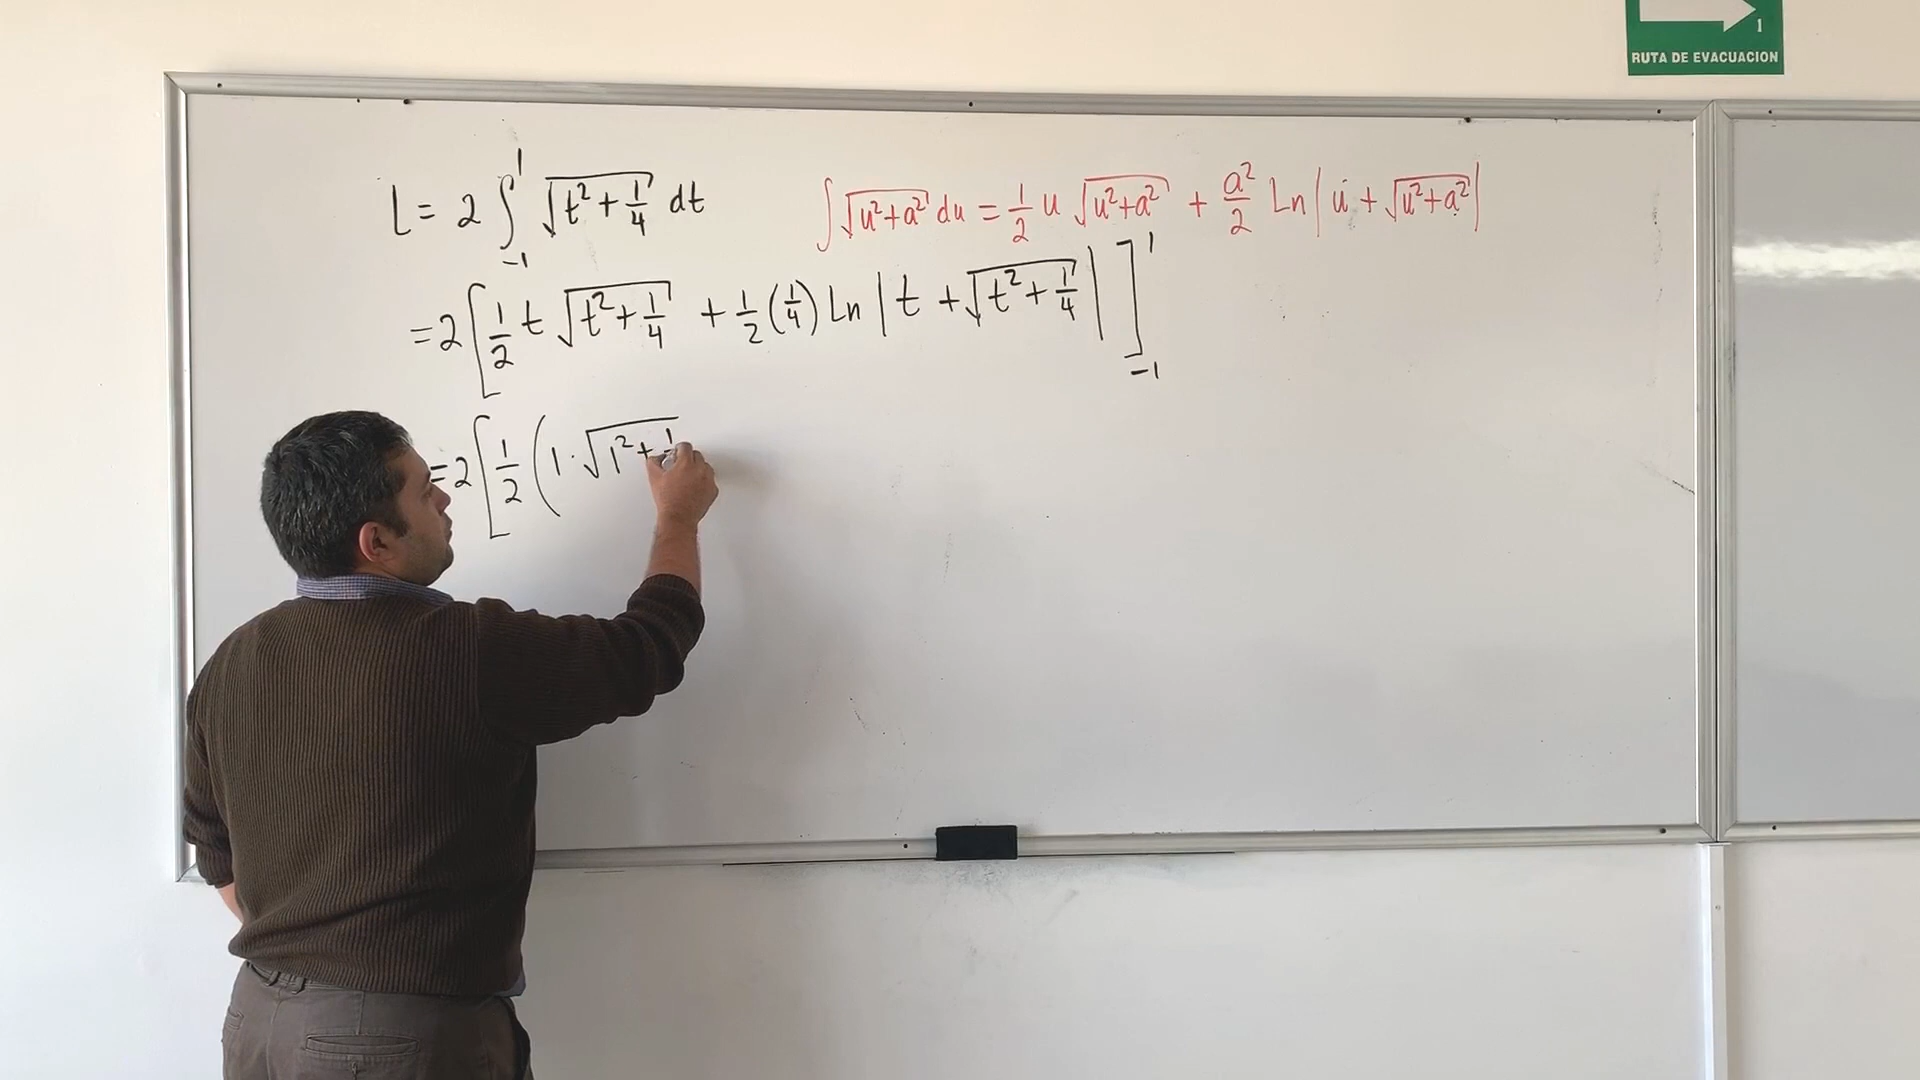 1
RUTA DE EVACUACION
L = 2 ∫₋₁¹ √(t² + 1/4) dt
∫ √(u² + a²) du = 1/2 u √(u² + a²) + a²/2 Ln | u + √(u² + a²) |
= 2 [ 1/2 t √(t² + 1/4) + 1/2 (1/4) Ln | t + √(t² + 1/4) | ]₋₁¹
= 2 [ 1/2 ( 1 · √(1² + 1